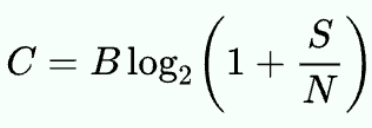 C = B log₂ (1 + S/N)